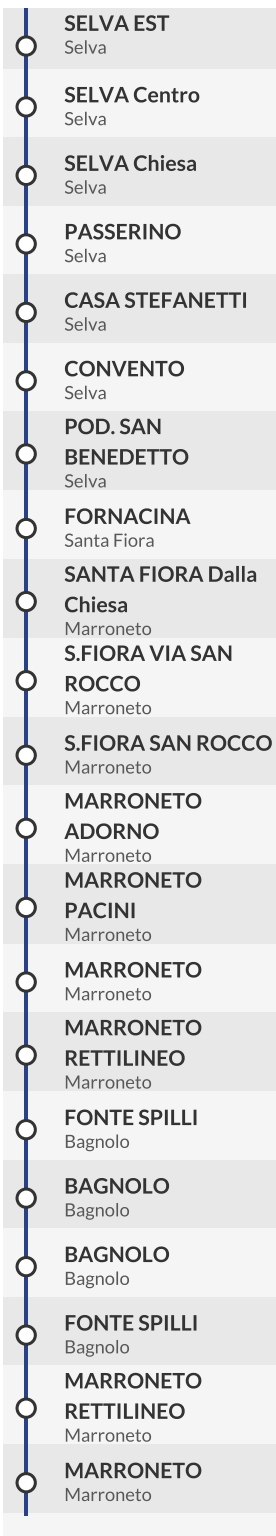 SELVA EST
Selva
SELVA Centro
Selva
SELVA Chiesa
Selva
PASSERINO
Selva
CASA STEFANETTI
Selva
CONVENTO
Selva
POD. SAN
BENEDETTO
Selva
FORNACINA
Santa Fiora
SANTA FIORA Dalla
Chiesa
Marroneto
S.FIORA VIA SAN
ROCCO
Marroneto
S.FIORA SAN ROCCO
Marroneto
MARRONETO
ADORNO
Marroneto
MARRONETO
PACINI
Marroneto
MARRONETO
Marroneto
MARRONETO
RETTILINEO
Marroneto
FONTE SPILLI
Bagnolo
BAGNOLO
Bagnolo
BAGNOLO
Bagnolo
FONTE SPILLI
Bagnolo
MARRONETO
RETTILINEO
Marroneto
MARRONETO
Marroneto